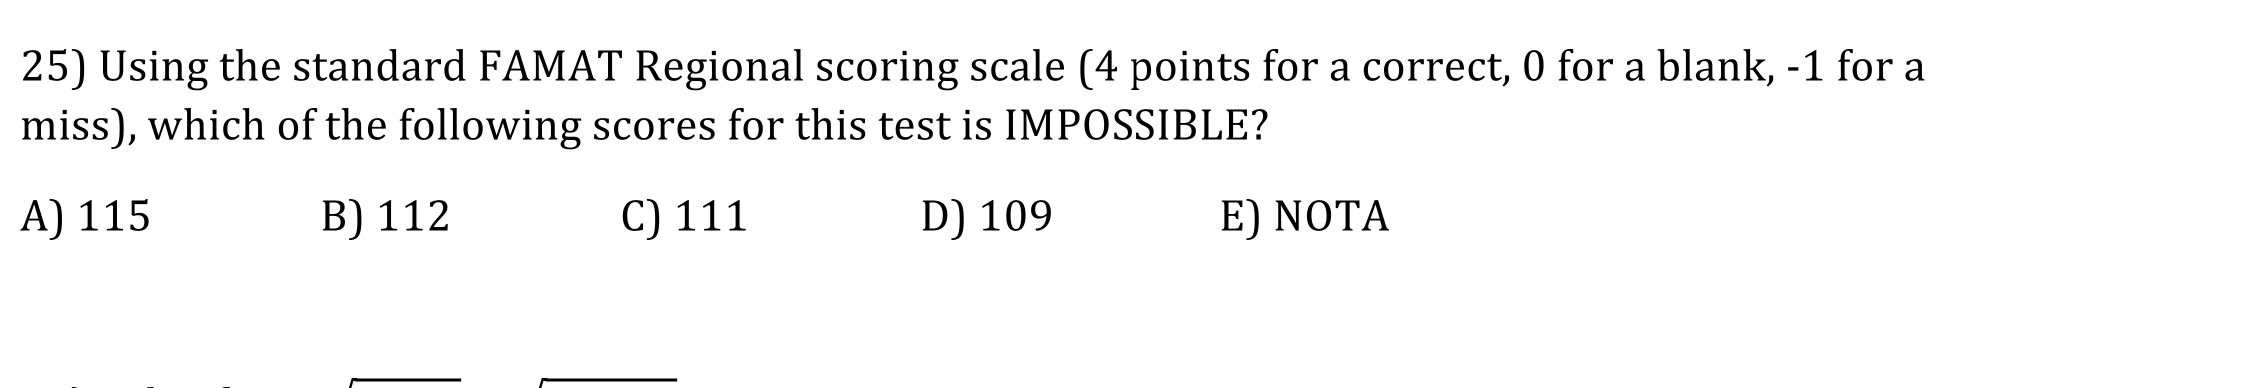 25) Using the standard FAMAT Regional scoring scale (4 points for a correct, 0 for a blank, -1 for a
miss), which of the following scores for this test is IMPOSSIBLE?
A) 115 B) 112 C) 111 D) 109 E) NOTA